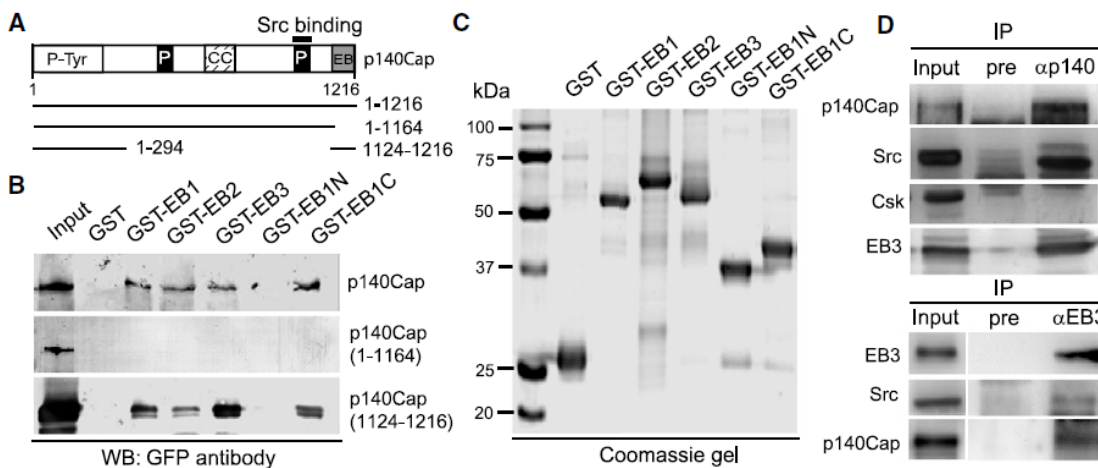 A
Src binding
P-Tyr P CC P EB p140Cap
1 1216
1-1216
1-1164
1-294 1124-1216
B
Input GST GST-EB1 GST-EB2 GST-EB3 GST-EB1N GST-EB1C
p140Cap
p140Cap
(1-1164)
p140Cap
(1124-1216)
WB: GFP antibody
C
kDa GST GST-EB1 GST-EB2 GST-EB3 GST-EB1N GST-EB1C
100
75
50
37
25
20
Coomassie gel
D
IP
Input pre αp140
p140Cap
Src
Csk
EB3
IP
Input pre αEB3
EB3
Src
p140Cap